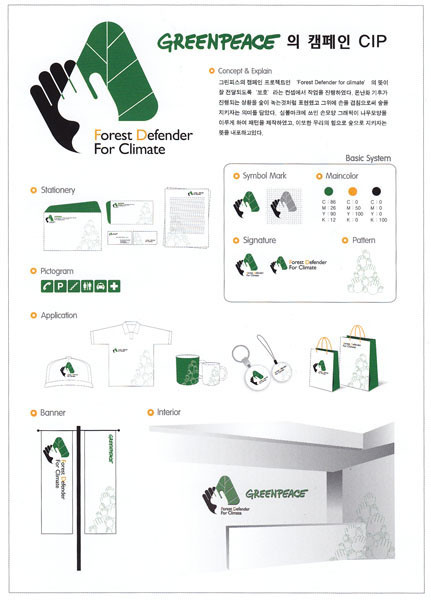 GREENPEACE 의 캠페인 CIP
Concept & Explain
그린피스의 캠페인 프로젝트인 'Forest Defender for climate' 의 뜻이
잘 전달되도록 '보호' 라는 컨셉에서 작업을 진행하였다. 온난화 기후가
진행되는 상황을 숲이 녹는것처럼 표현했고 그위에 손을 겹침으로써 숲을
지키자는 의미를 담았다. 심볼마크에 쓰인 손모양 그래픽이 나무모양을
이루게 하여 패턴을 제작하였고, 이또한 우리의 힘으로 숲으로 지키자는
뜻을 내포하고있다.
Forest Defender
For Climate
Basic System
Symbol Mark
Maincolor
C : 86
M : 26
Y : 90
K : 12
C : 0
M : 50
Y : 100
K : 0
C : 0
M : 0
Y : 0
K : 100
Signature
Forest Defender
For Climate
Pattern
Stationery
Pictogram
P
Application
Banner
Forest Defender
For Climate
GREENPEACE
Interior
Forest Defender
For Climate
GREENPEACE